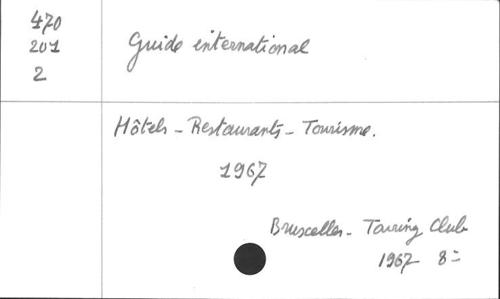 470
201
2
Guide international
Hôtels - Restaurants - Tourisme.
1967
Bruxelles - Touring Club
1967 8=